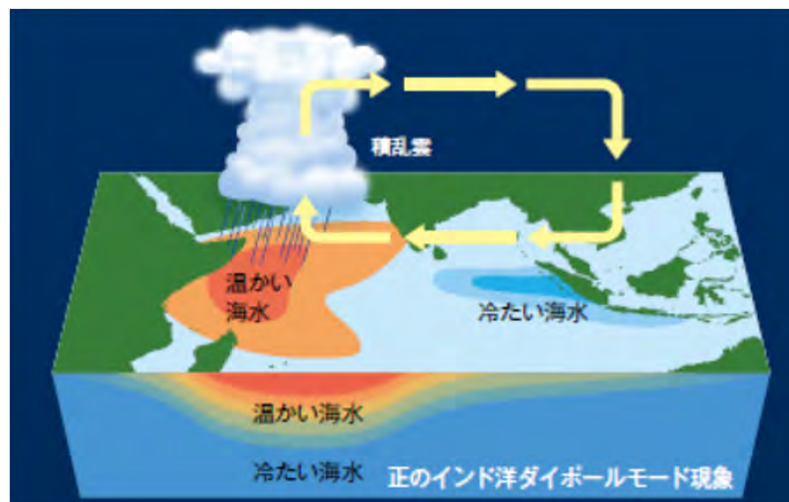 積乱雲
温かい
海水
冷たい海水
温かい海水
冷たい海水
正のインド洋ダイポールモード現象